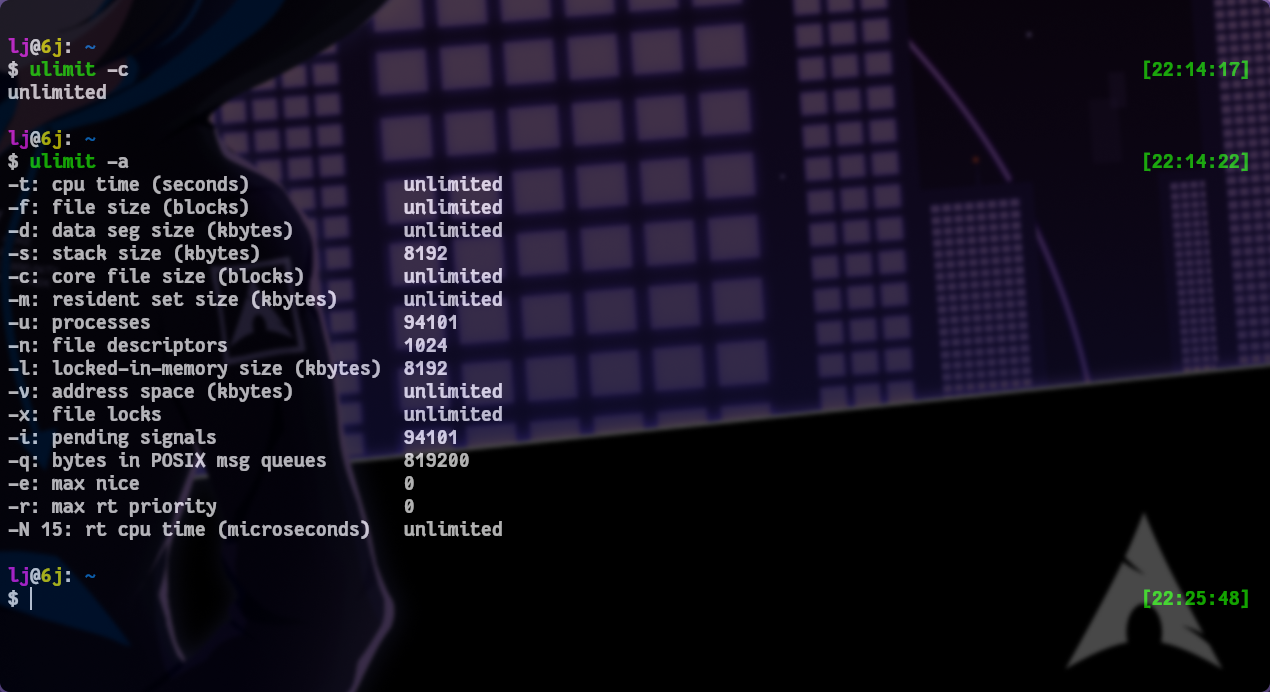 lj@6j: ~
$ ulimit -c [22:14:17]
unlimited
lj@6j: ~
$ ulimit -a [22:14:22]
-t: cpu time (seconds) unlimited
-f: file size (blocks) unlimited
-d: data seg size (kbytes) unlimited
-s: stack size (kbytes) 8192
-c: core file size (blocks) unlimited
-m: resident set size (kbytes) unlimited
-u: processes 94101
-n: file descriptors 1024
-l: locked-in-memory size (kbytes) 8192
-v: address space (kbytes) unlimited
-x: file locks unlimited
-i: pending signals 94101
-q: bytes in POSIX msg queues 819200
-e: max nice 0
-r: max rt priority 0
-N 15: rt cpu time (microseconds) unlimited
lj@6j: ~
$ [22:25:48]